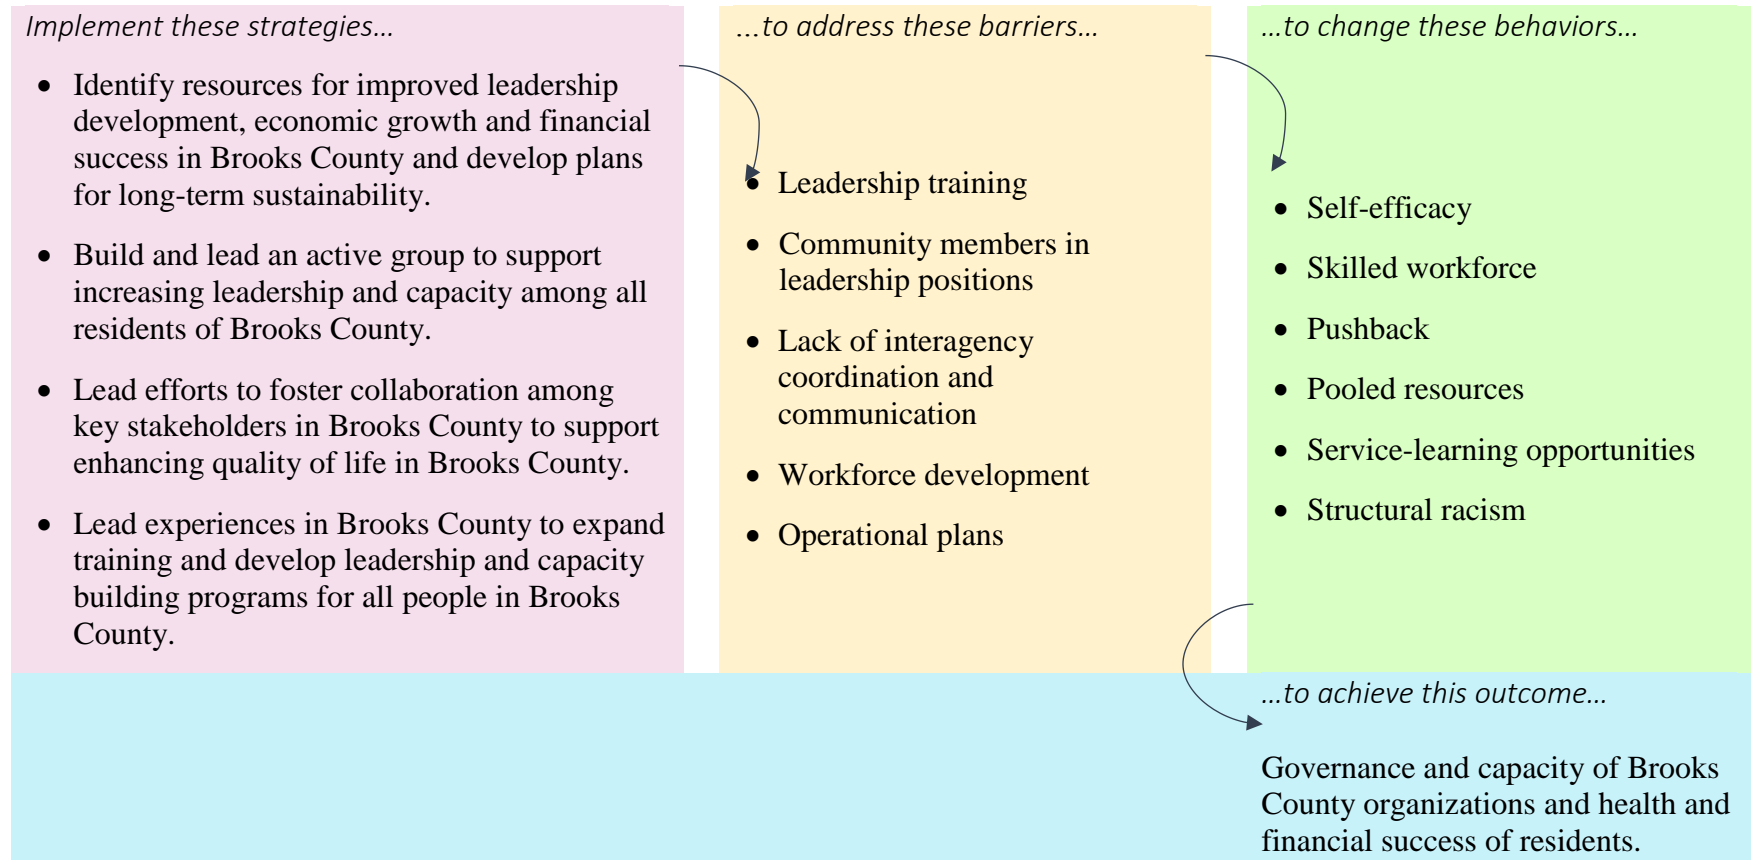 Implement these strategies…
• Identify resources for improved leadership
development, economic growth and financial
success in Brooks County and develop plans
for long-term sustainability.
• Build and lead an active group to support
increasing leadership and capacity among all
residents of Brooks County.
• Lead efforts to foster collaboration among
key stakeholders in Brooks County to support
enhancing quality of life in Brooks County.
• Lead experiences in Brooks County to expand
training and develop leadership and capacity
building programs for all people in Brooks
County.
…to address these barriers…
• Leadership training
• Community members in
leadership positions
• Lack of interagency
coordination and
communication
• Workforce development
• Operational plans
…to change these behaviors…
• Self-efficacy
• Skilled workforce
• Pushback
• Pooled resources
• Service-learning opportunities
• Structural racism
…to achieve this outcome…
Governance and capacity of Brooks
County organizations and health and
financial success of residents.